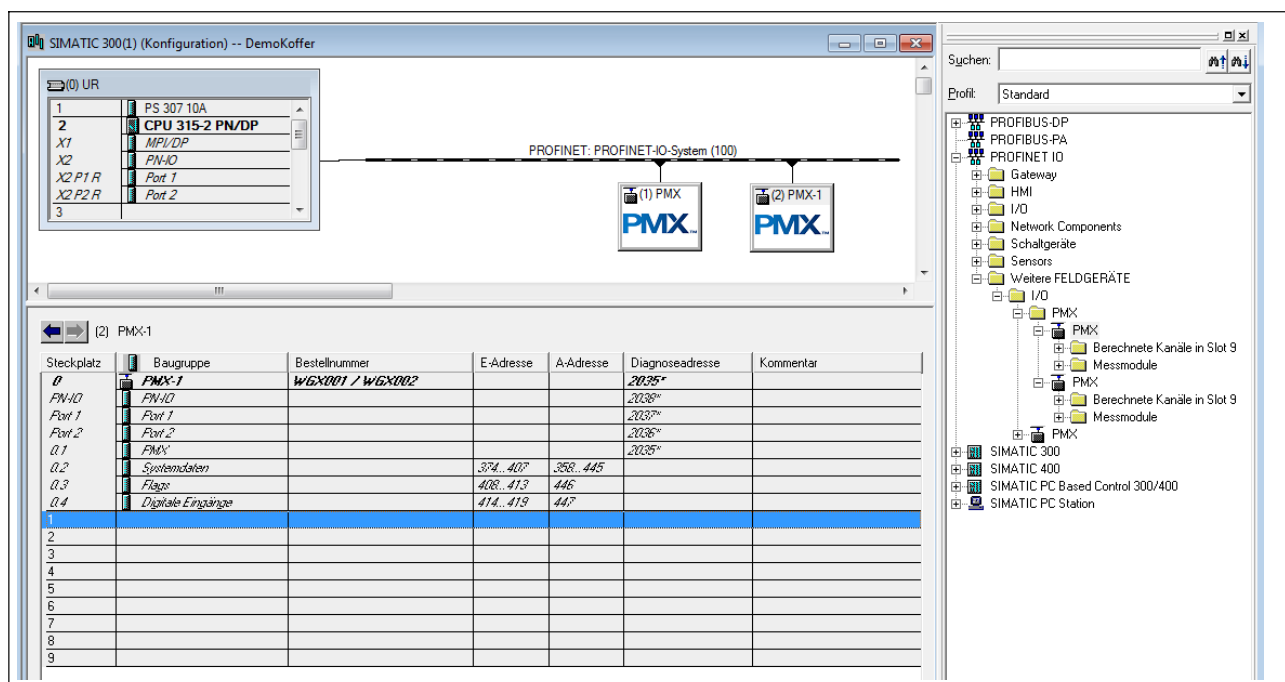 SIMATIC 300(1) (Konfiguration) -- DemoKoffer
(0) UR
1 PS 307 10A
2 CPU 315-2 PN/DP
X1 MPI/DP
X2 PN-IO
X2 P1 R Port 1
X2 P2 R Port 2
3
PROFINET: PROFINET-IO-System (100)
(1) PMX
PMX
(2) PMX-1
PMX
(2) PMX-1
Steckplatz Baugruppe Bestellnummer E-Adresse A-Adresse Diagnoseadresse Kommentar
0 PMX-1 WGX001 / WGX002 2035*
PN-IO PN-IO 2038*
Port 1 Port 1 2037*
Port 2 Port 2 2036*
0.1 PMX 2035*
0.2 Systemdaten 374...407 358...445
0.3 Flags 408...413 446
0.4 Digitale Eingänge 414...419 447
1
2
3
4
5
6
7
8
9
Suchen:
Profil: Standard
PROFIBUS-DP
PROFIBUS-PA
PROFINET IO
Gateway
HMI
I/O
Network Components
Schaltgeräte
Sensors
Weitere FELDGERÄTE
I/O
PMX
PMX
Berechnete Kanäle in Slot 9
Messmodule
PMX
Berechnete Kanäle in Slot 9
Messmodule
PMX
SIMATIC 300
SIMATIC 400
SIMATIC PC Based Control 300/400
SIMATIC PC Station